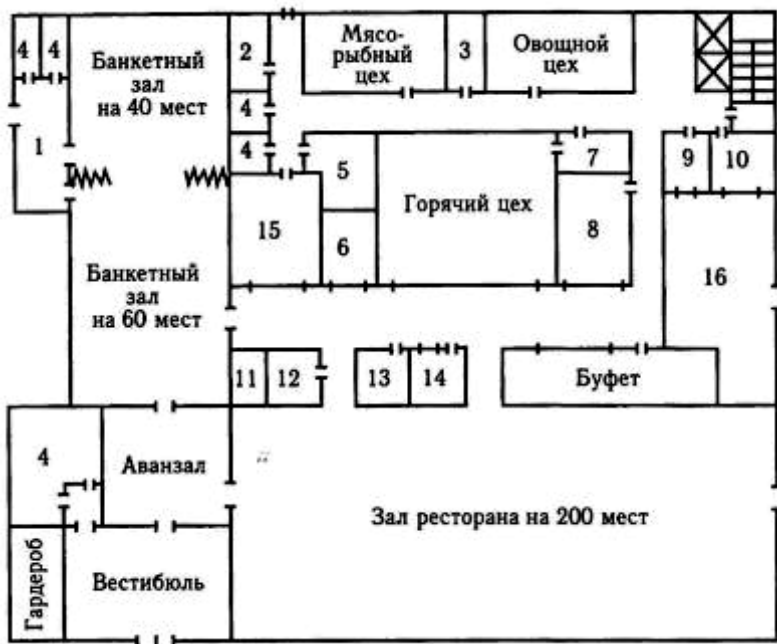 4 4
Банкетный
зал
на 40 мест
2
Мясо-
рыбный
цех
3
Овощной
цех
4
1
4
5
7
9
10
Горячий цех
15
6
8
16
Банкетный
зал
на 60 мест
11
12
13
14
Буфет
4
Аванзал
Зал ресторана на 200 мест
Гардероб
Вестибюль